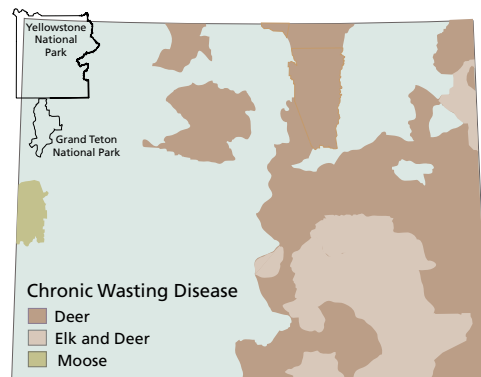 Yellowstone
National
Park
Grand Teton
National Park
Chronic Wasting Disease
Deer
Elk and Deer
Moose